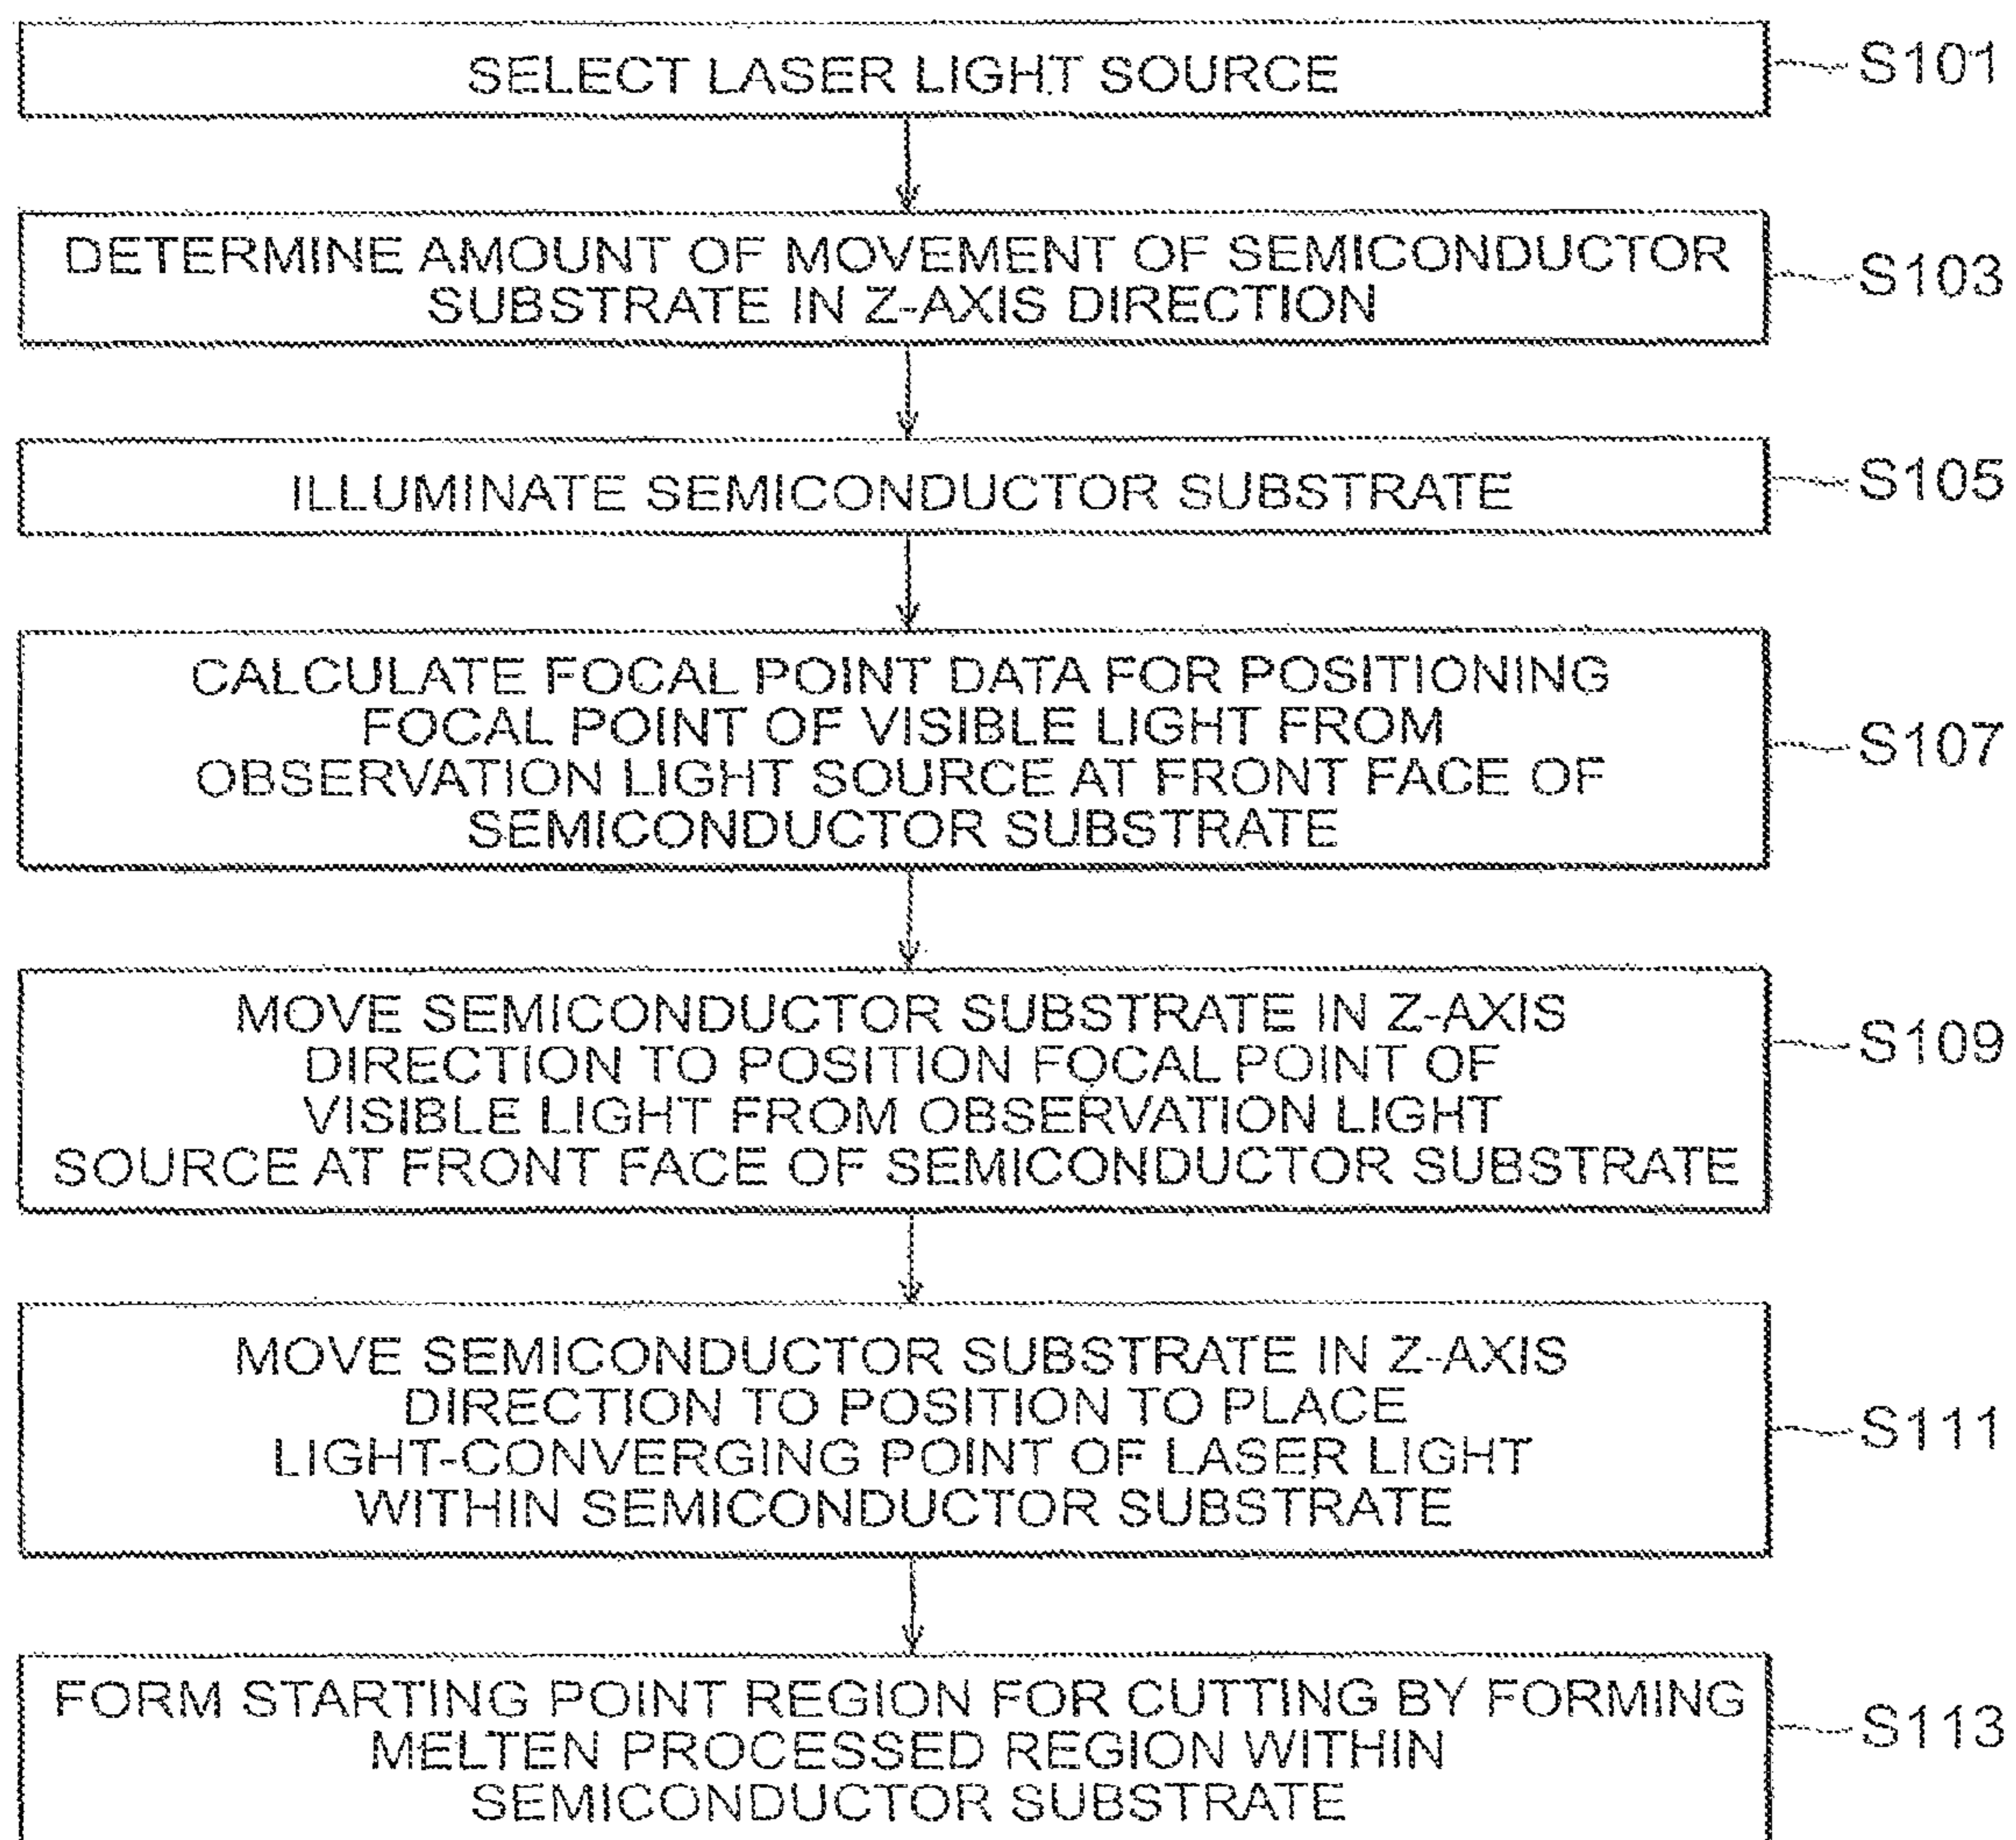 SELECT LASER LIGHT SOURCE
S101
DETERMINE AMOUNT OF MOVEMENT OF SEMICONDUCTOR
SUBSTRATE IN Z-AXIS DIRECTION
S103
ILLUMINATE SEMICONDUCTOR SUBSTRATE
S105
CALCULATE FOCAL POINT DATA FOR POSITIONING
FOCAL POINT OF VISIBLE LIGHT FROM
OBSERVATION LIGHT SOURCE AT FRONT FACE OF
SEMICONDUCTOR SUBSTRATE
S107
MOVE SEMICONDUCTOR SUBSTRATE IN Z-AXIS
DIRECTION TO POSITION FOCAL POINT OF
VISIBLE LIGHT FROM OBSERVATION LIGHT
SOURCE AT FRONT FACE OF SEMICONDUCTOR SUBSTRATE
S109
MOVE SEMICONDUCTOR SUBSTRATE IN Z-AXIS
DIRECTION TO POSITION TO PLACE
LIGHT-CONVERGING POINT OF LASER LIGHT
WITHIN SEMICONDUCTOR SUBSTRATE
S111
FORM STARTING POINT REGION FOR CUTTING BY FORMING
MELTEN PROCESSED REGION WITHIN
SEMICONDUCTOR SUBSTRATE
S113